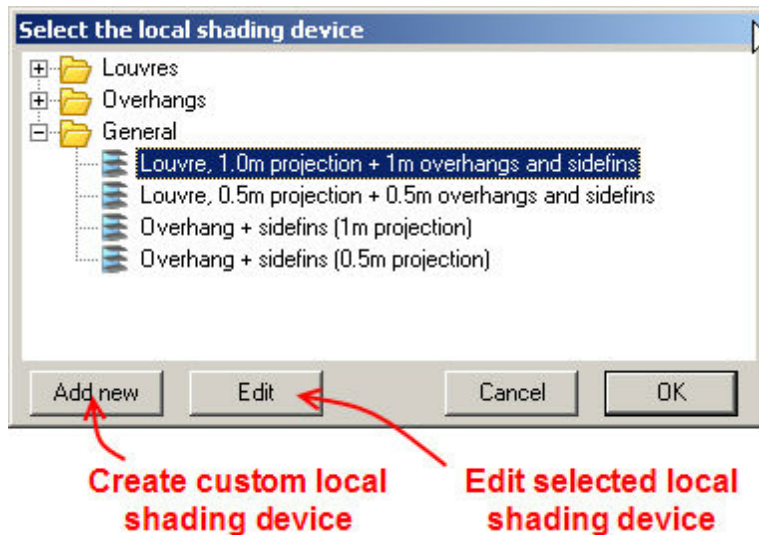 Select the local shading device
Louvres
Overhangs
General
Louvre, 1.0m projection + 1m overhangs and sidefins
Louvre, 0.5m projection + 0.5m overhangs and sidefins
Overhang + sidefins (1m projection)
Overhang + sidefins (0.5m projection)
Add new Edit Cancel OK
Create custom local Edit selected local
shading device shading device